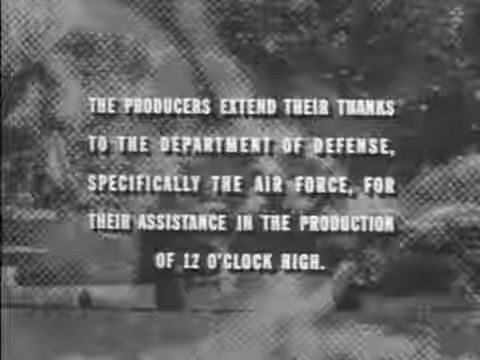 THE PRODUCERS EXTEND THEIR THANKS
TO THE DEPARTMENT OF DEFENSE,
SPECIFICALLY THE AIR FORCE, FOR
THEIR ASSISTANCE IN THE PRODUCTION
OF 12 O'CLOCK HIGH.